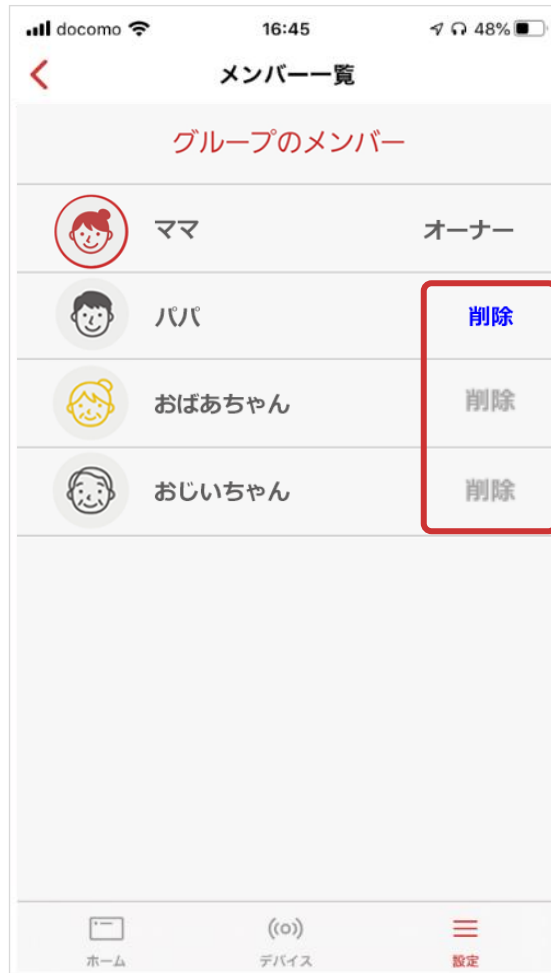 docomo 16:45 48%
メンバー一覧
グループのメンバー
ママ オーナー
パパ 削除
おばあちゃん 削除
おじいちゃん 削除
ホーム デバイス 設定